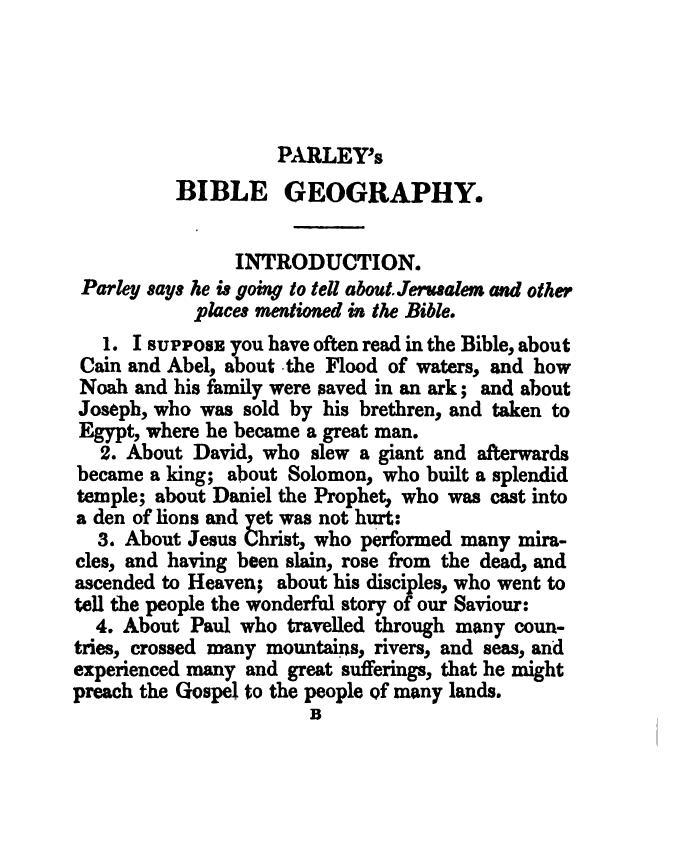 PARLEY's
BIBLE GEOGRAPHY.
INTRODUCTION.
Parley says he is going to tell about Jerusalem and other
places mentioned in the Bible.
1. I SUPPOSE you have often read in the Bible, about
Cain and Abel, about the Flood of waters, and how
Noah and his family were saved in an ark; and about
Joseph, who was sold by his brethren, and taken to
Egypt, where he became a great man.
2. About David, who slew a giant and afterwards
became a king; about Solomon, who built a splendid
temple; about Daniel the Prophet, who was cast into
a den of lions and yet was not hurt:
3. About Jesus Christ, who performed many mira-
cles, and having been slain, rose from the dead, and
ascended to Heaven; about his disciples, who went to
tell the people the wonderful story of our Saviour:
4. About Paul who travelled through many coun-
tries, crossed many mountains, rivers, and seas, and
experienced many and great sufferings, that he might
preach the Gospel to the people of many lands.
B